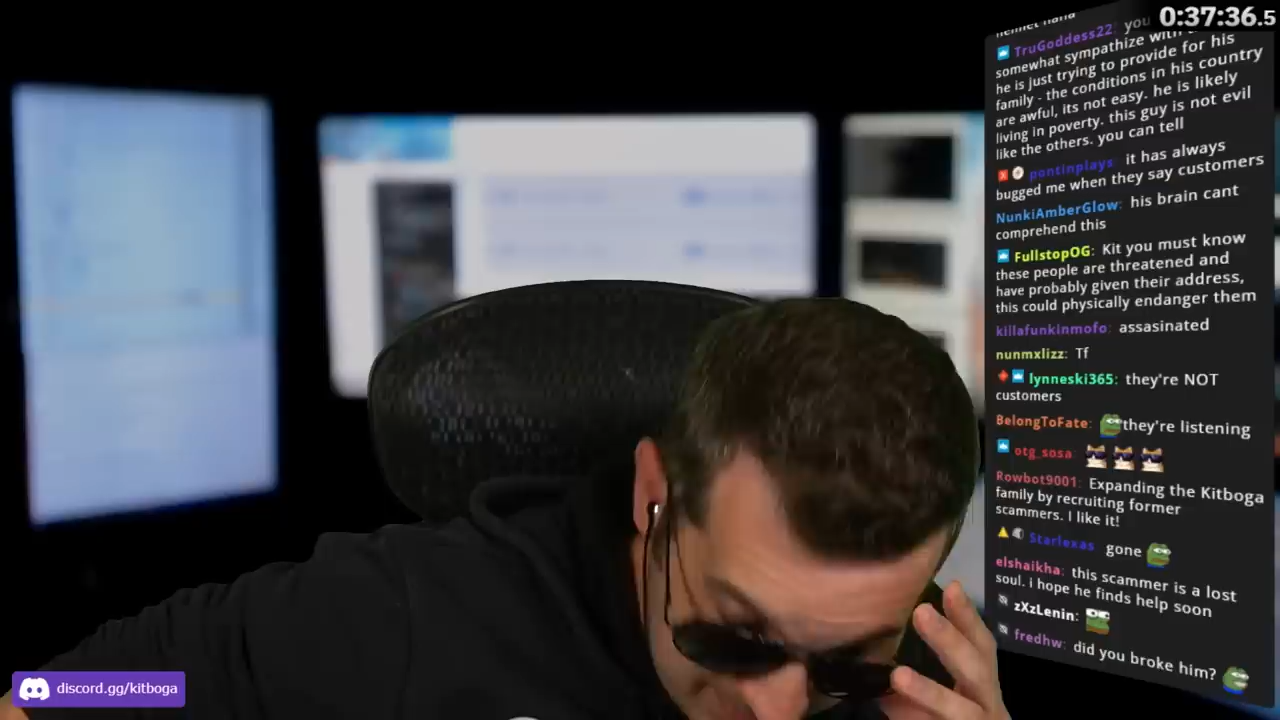 0:37:36.5
TruGoddess22: you
somewhat sympathize with
he is just trying to provide for his
family - the conditions in his country
are awful, its not easy. he is likely
living in poverty. this guy is not evil
like the others. you can tell
pontinplays: it has always
bugged me when they say customers
NunkiAmberGlow: his brain cant
comprehend this
FullstopOG: Kit you must know
these people are threatened and
have probably given their address,
this could physically endanger them
killafunkinmofo: assasinated
nunmxlizz: Tf
lynneski365: they're NOT
customers
BelongToFate: they're listening
otg_sosa:
Rowbot9001: Expanding the Kitboga
family by recruiting former
scammers. I like it!
Starlexas gone
elshaikha: this scammer is a lost
soul. i hope he finds help soon
zXzLenin:
fredhw: did you broke him?
discord.gg/kitboga